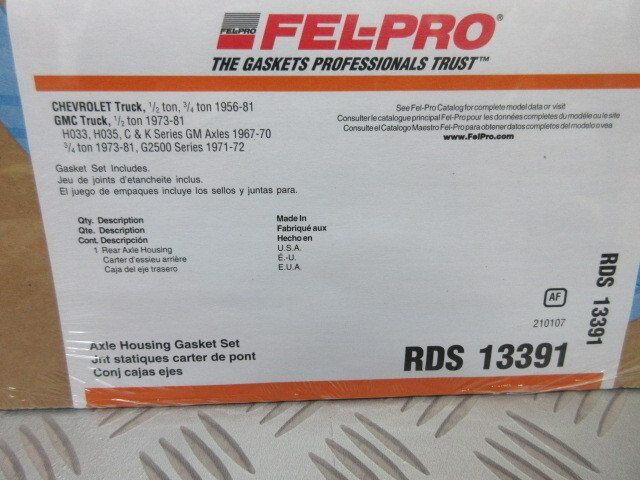 FEL-PRO
FEL-PRO®
THE GASKETS PROFESSIONALS TRUST™
CHEVROLET Truck, 1/2 ton, 3/4 ton 1956-81
GMC Truck, 1/2 ton 1973-81
H033, H035, C & K Series GM Axles 1967-70
3/4 ton 1973-81, G2500 Series 1971-72
See Fel-Pro Catalog for complete model data or visit
Consulter le catalogue principal Fel-Pro pour les données completes du modèle ou le site
Consulte el Catalogo Maestro Fel-Pro para obtener datos completos del modelo o vea
www.FelPro.com
Gasket Set Includes.
Jeu de joints d'etancheite inclus.
El juego de empaques incluye los sellos y juntas para.
Qty. Description
Qte. Description
Cont. Descripción
1 Rear Axle Housing
Carter d'essieu arrière
Caja del eje trasero
Made In
Fabriqué aux
Hecho en
U.S.A.
É.-U.
E.U.A.
AF
210107
RDS 13391
Axle Housing Gasket Set
Jnt statiques carter de pont
Conj cajas ejes
RDS 13391